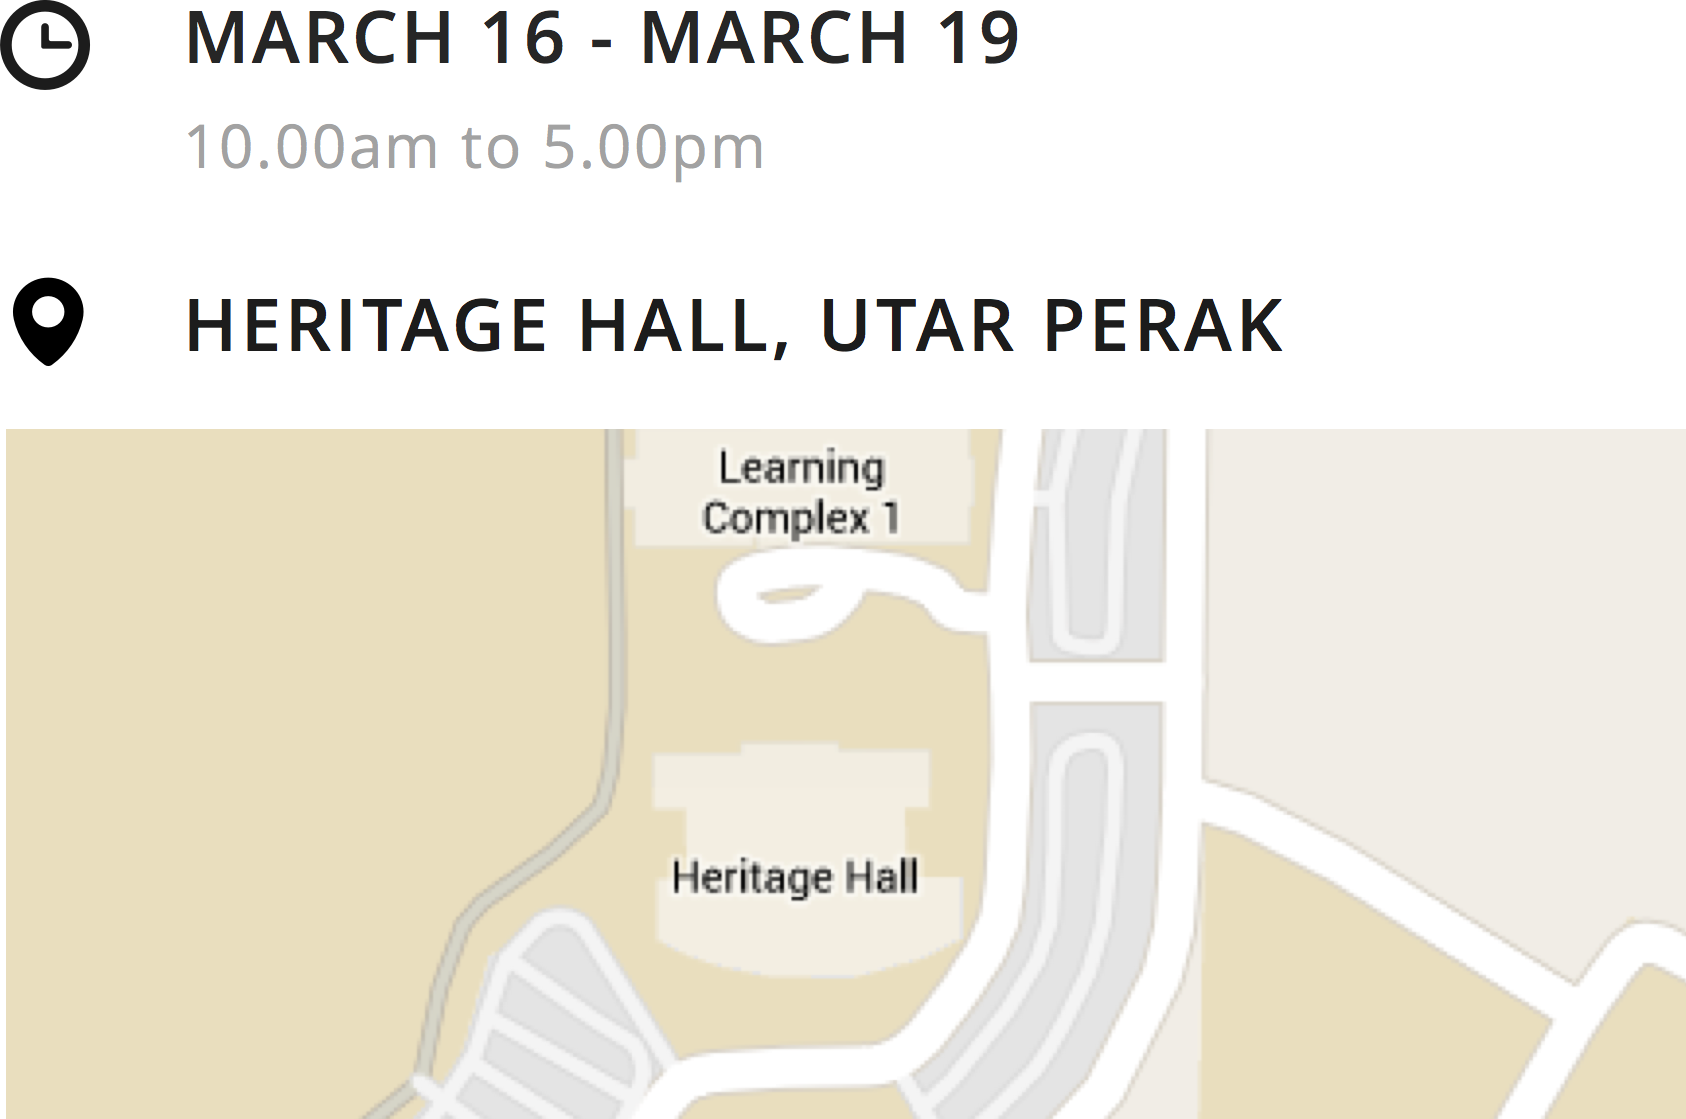 MARCH 16 - MARCH 19
10.00am to 5.00pm
HERITAGE HALL, UTAR PERAK
Learning
Complex 1
Heritage Hall